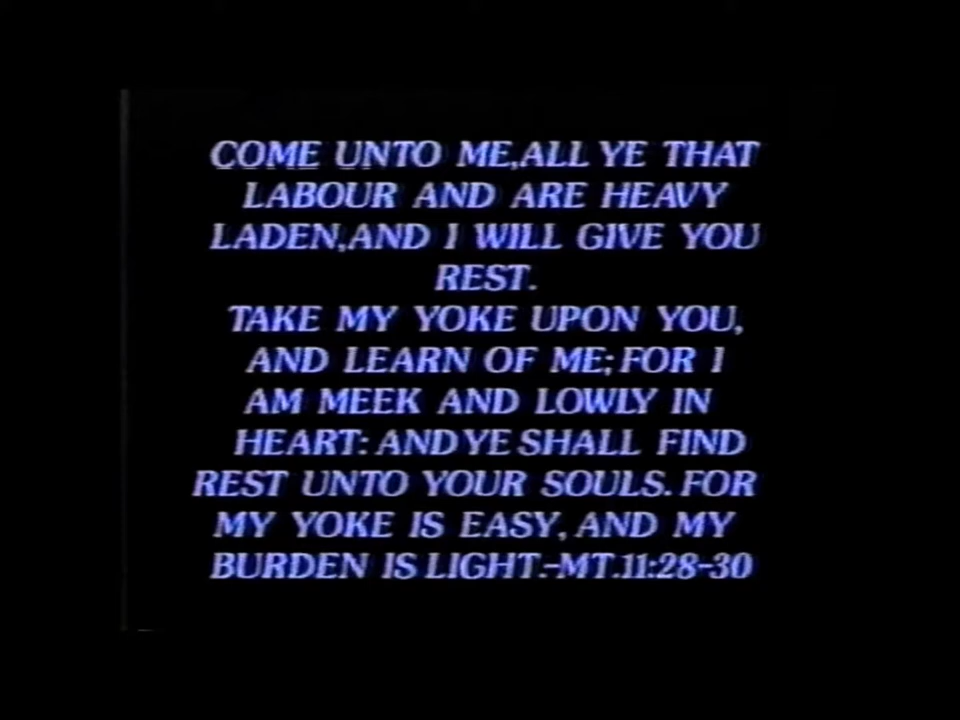 COME UNTO ME,ALL YE THAT
LABOUR AND ARE HEAVY
LADEN,AND I WILL GIVE YOU
REST.
TAKE MY YOKE UPON YOU,
AND LEARN OF ME; FOR I
AM MEEK AND LOWLY IN
HEART: AND YE SHALL FIND
REST UNTO YOUR SOULS. FOR
MY YOKE IS EASY, AND MY
BURDEN IS LIGHT.-MT.11:28-30